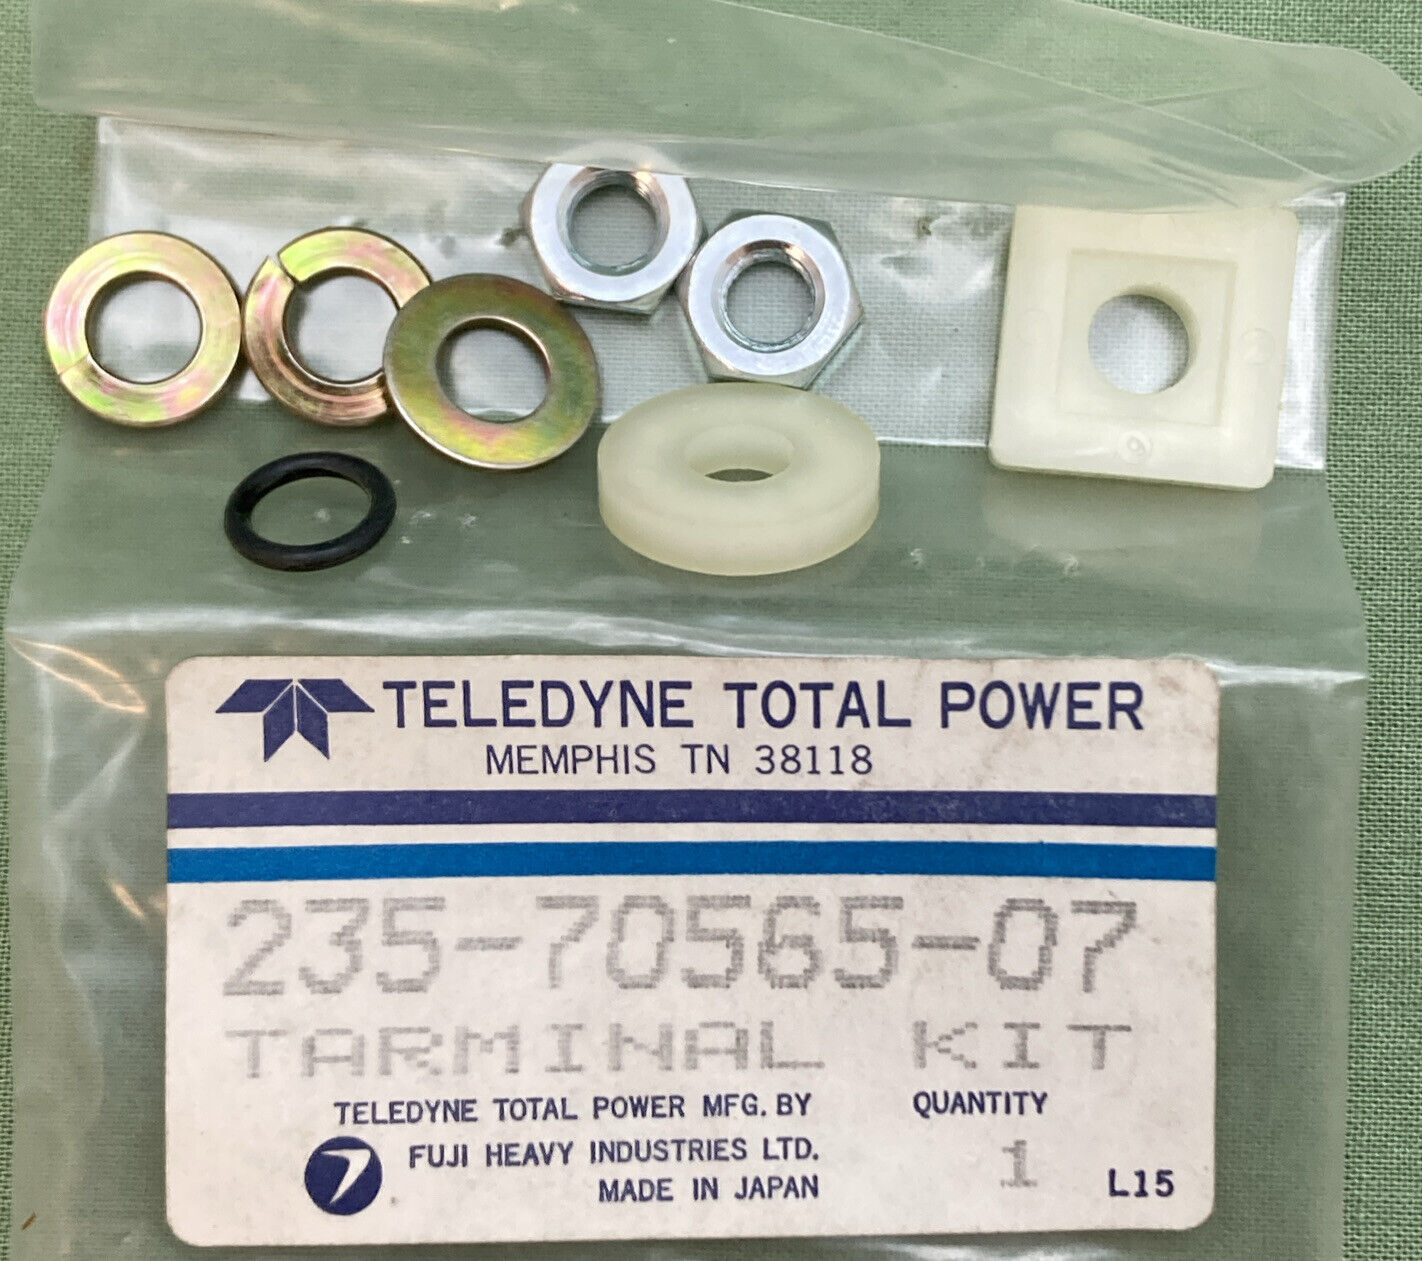 TELEDYNE TOTAL POWER
MEMPHIS TN 38118
235-70565-07
TARMINAL KIT
TELEDYNE TOTAL POWER MFG. BY
FUJI HEAVY INDUSTRIES LTD.
MADE IN JAPAN
QUANTITY
1
L15